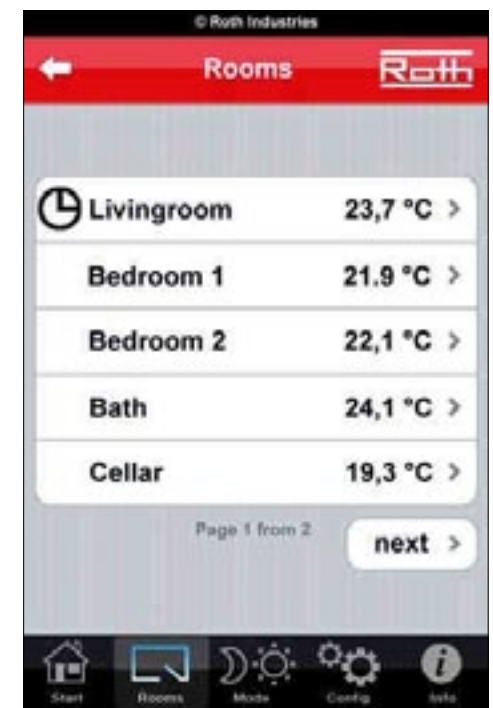 © Roth Industries
Rooms
Roth
Livingroom 23,7 °C >
Bedroom 1 21.9 °C >
Bedroom 2 22,1 °C >
Bath 24,1 °C >
Cellar 19,3 °C >
Page 1 from 2
next >
Start Rooms Mode Config Info